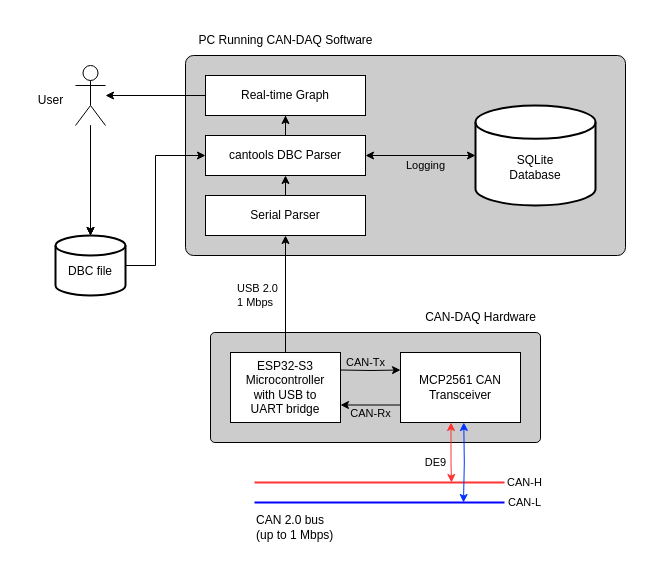 PC Running CAN-DAQ Software
User
Real-time Graph
cantools DBC Parser
Logging
SQLite
Database
Serial Parser
DBC file
USB 2.0
1 Mbps
CAN-DAQ Hardware
ESP32-S3
Microcontroller
with USB to
UART bridge
CAN-Tx
CAN-Rx
MCP2561 CAN
Transceiver
DE9
CAN-H
CAN-L
CAN 2.0 bus
(up to 1 Mbps)